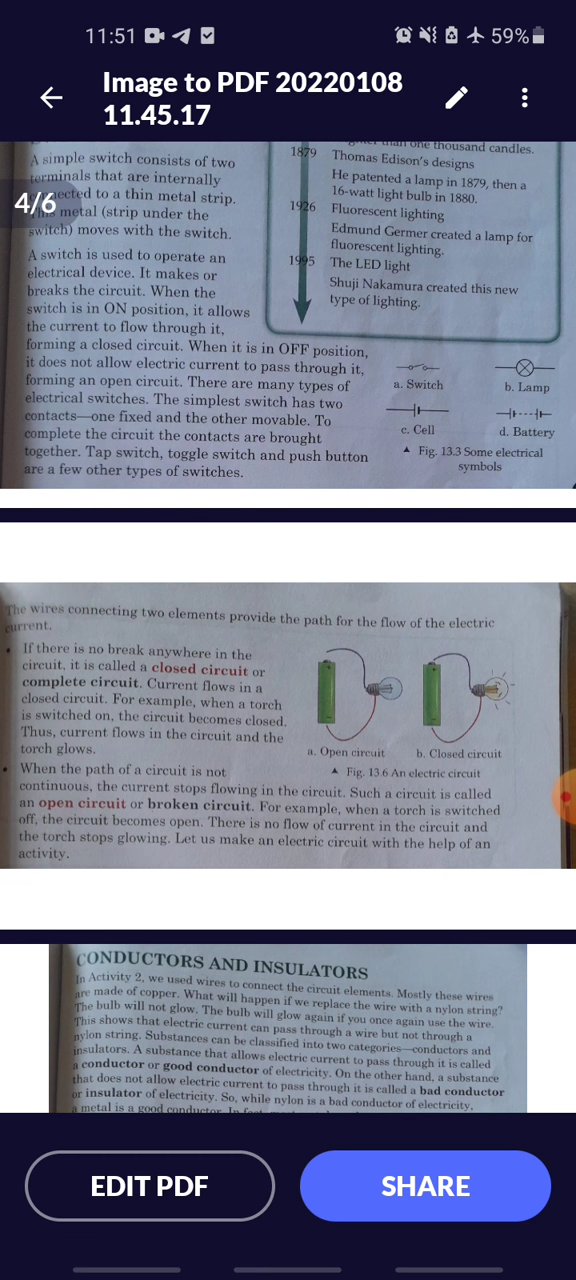 11:51
59%
Image to PDF 20220108
11.45.17
4/6
A simple switch consists of two
terminals that are internally
connected to a thin metal strip.
This metal (strip under the
switch) moves with the switch.
A switch is used to operate an
electrical device. It makes or
breaks the circuit. When the
switch is in ON position, it allows
the current to flow through it,
forming a closed circuit. When it is in OFF position,
it does not allow electric current to pass through it,
forming an open circuit. There are many types of
electrical switches. The simplest switch has two
contacts—one fixed and the other movable. To
complete the circuit the contacts are brought
together. Tap switch, toggle switch and push button
are a few other types of switches.
than one thousand candles.
1879 Thomas Edison's designs
He patented a lamp in 1879, then a
16-watt light bulb in 1880.
1926 Fluorescent lighting
Edmund Germer created a lamp for
fluorescent lighting.
1995 The LED light
Shuji Nakamura created this new
type of lighting.
a. Switch
b. Lamp
c. Cell
d. Battery
▲ Fig. 13.3 Some electrical
symbols
The wires connecting two elements provide the path for the flow of the electric
current.
• If there is no break anywhere in the
circuit, it is called a closed circuit or
complete circuit. Current flows in a
closed circuit. For example, when a torch
is switched on, the circuit becomes closed.
Thus, current flows in the circuit and the
torch glows.
a. Open circuit
b. Closed circuit
▲ Fig. 13.6 An electric circuit
• When the path of a circuit is not
continuous, the current stops flowing in the circuit. Such a circuit is called
an open circuit or broken circuit. For example, when a torch is switched
off, the circuit becomes open. There is no flow of current in the circuit and
the torch stops glowing. Let us make an electric circuit with the help of an
activity.
CONDUCTORS AND INSULATORS
In Activity 2, we used wires to connect the circuit elements. Mostly these wires
are made of copper. What will happen if we replace the wire with a nylon string?
The bulb will not glow. The bulb will glow again if you once again use the wire.
This shows that electric current can pass through a wire but not through a
nylon string. Substances can be classified into two categories—conductors and
insulators. A substance that allows electric current to pass through it is called
a conductor or good conductor of electricity. On the other hand, a substance
that does not allow electric current to pass through it is called a bad conductor
or insulator of electricity. So, while nylon is a bad conductor of electricity,
a metal is a good conductor. In
EDIT PDF
SHARE